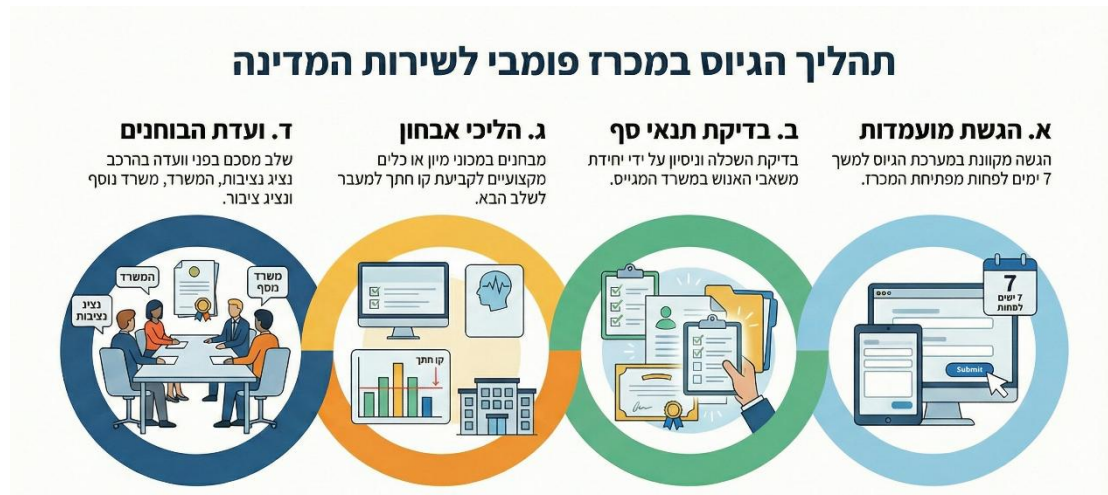 תהליך הגיוס במכרז פומבי לשירות המדינה
א. הגשת מועמדות
הגשה מקוונת במערכת הגיוס למשך
7 ימים לפחות מפתיחת המכרז.
ב. בדיקת תנאי סף
בדיקת השכלה וניסיון על ידי יחידת
משאבי האנוש במשרד המגייס.
ג. הליכי אבחון
מבחנים במכוני מיון או כלים
מקצועיים לקביעת קו חתך למעבר
לשלב הבא.
ד. ועדת הבוחנים
שלב מסכם בפני וועדה בהרכב
נציג נציבות, המשרד, משרד נוסף
ונציג ציבור.
7
7 ישים
לסחות
Submit
קו חתך
משרד
נוסף
המשרד
נציג
נציבות